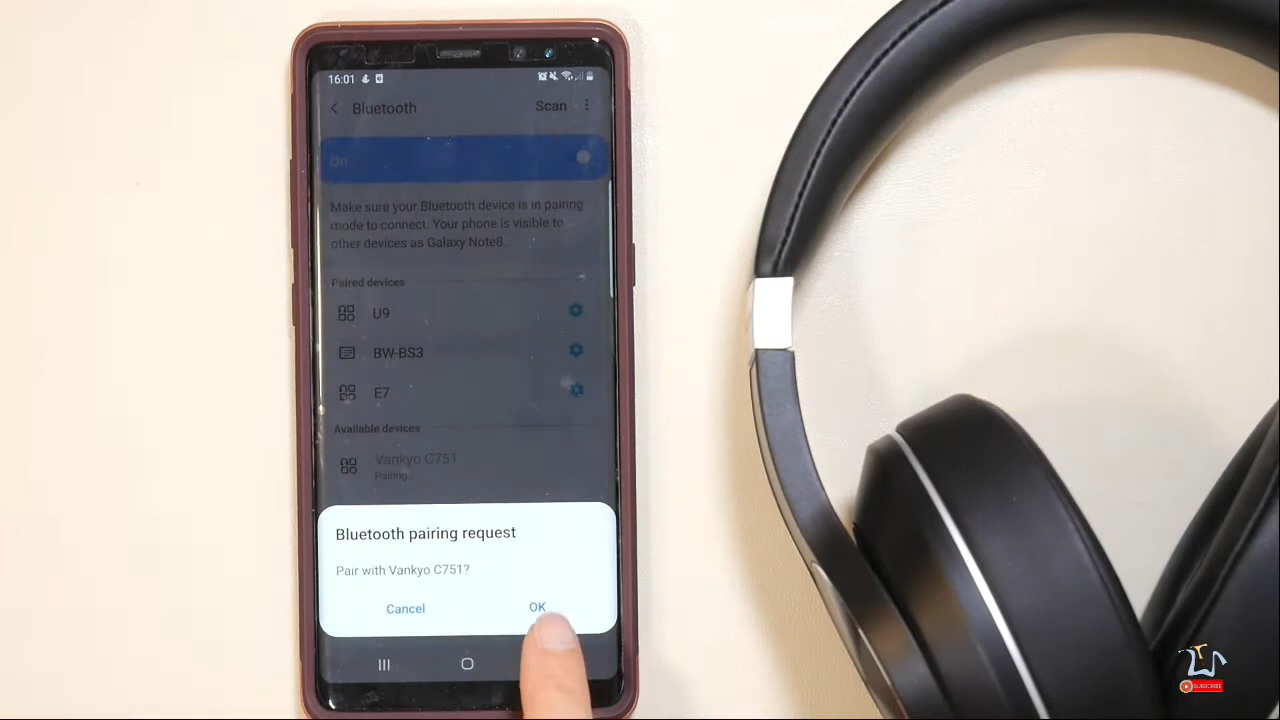 16:01
Bluetooth
Scan
On
Make sure your Bluetooth device is in pairing
mode to connect. Your phone is visible to
other devices as Galaxy Note8.
Paired devices
U9
BW-BS3
E7
Available devices
Vankyo C751
Pairing...
Bluetooth pairing request
Pair with Vankyo C751?
Cancel
OK
SUBSCRIBE